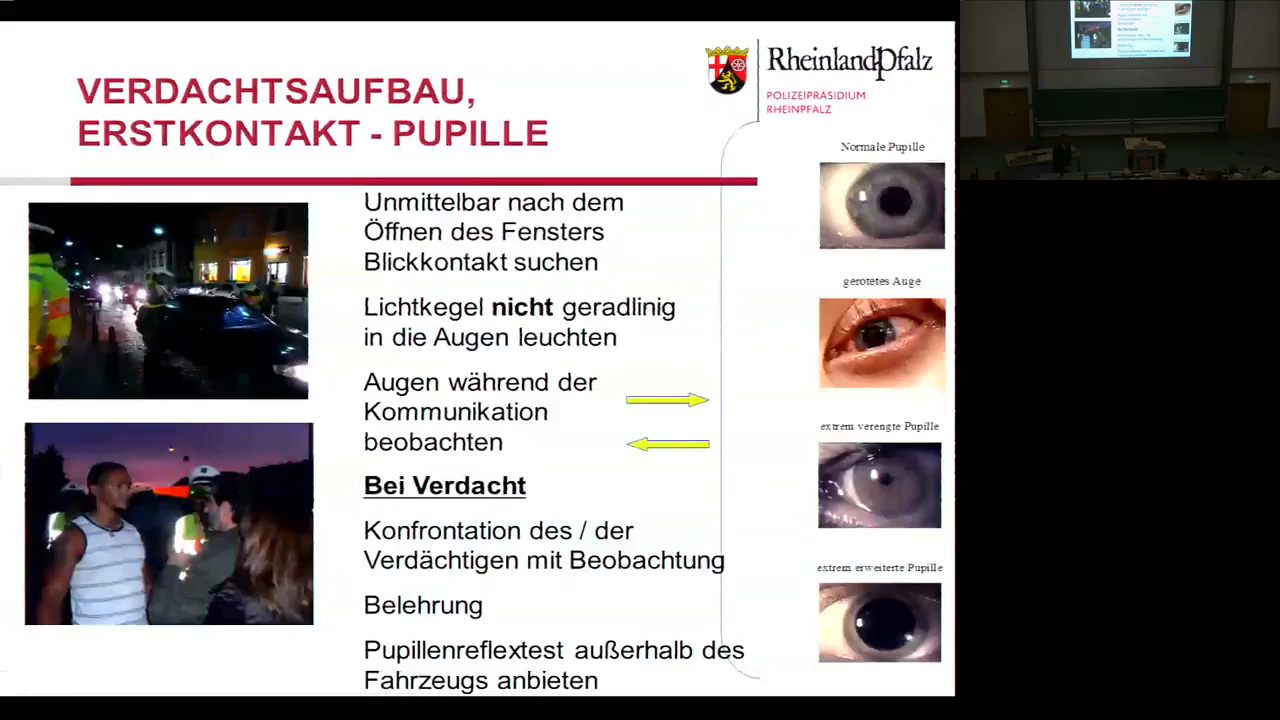 VERDACHTSAUFBAU,
ERSTKONTAKT - PUPILLE
RheinlandPfalz
POLIZEIPRÄSIDIUM
RHEINPFALZ
Unmittelbar nach dem
Öffnen des Fensters
Blickkontakt suchen
Lichtkegel nicht geradlinig
in die Augen leuchten
Augen während der
Kommunikation
beobachten
Bei Verdacht
Konfrontation des / der
Verdächtigen mit Beobachtung
Belehrung
Pupillenreflextest außerhalb des
Fahrzeugs anbieten
Normale Pupille
gerotetes Auge
extrem verengte Pupille
extrem erweiterte Pupille